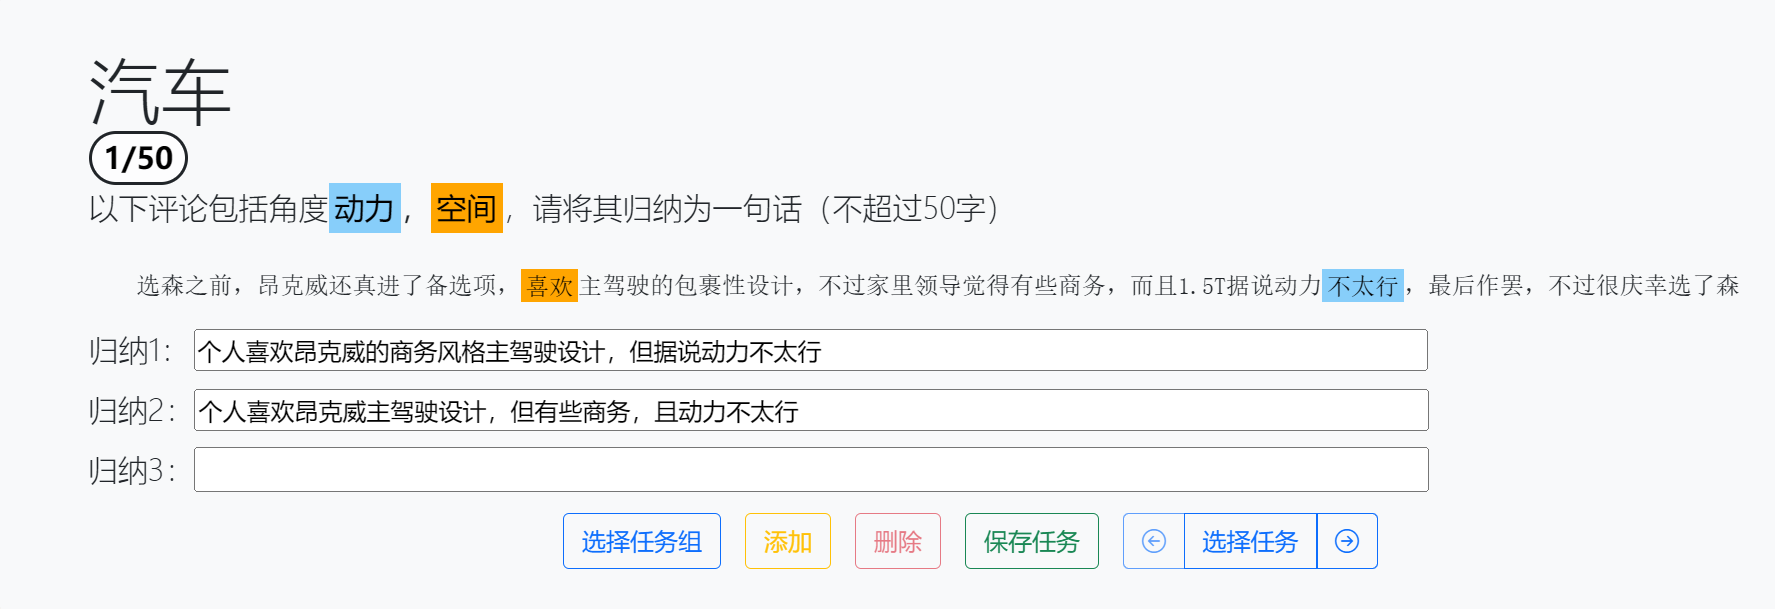 汽车
1/50
以下评论包括角度动力，空间，请将其归纳为一句话（不超过50字）
选森之前，昂克威还真进了备选项，喜欢主驾驶的包裹性设计，不过家里领导觉得有些商务，而且1.5T据说动力不太行，最后作罢，不过很庆幸选了森
归纳1：个人喜欢昂克威的商务风格主驾驶设计，但据说动力不太行
归纳2：个人喜欢昂克威主驾驶设计，但有些商务，且动力不太行
归纳3：
选择任务组 添加 删除 保存任务 选择任务